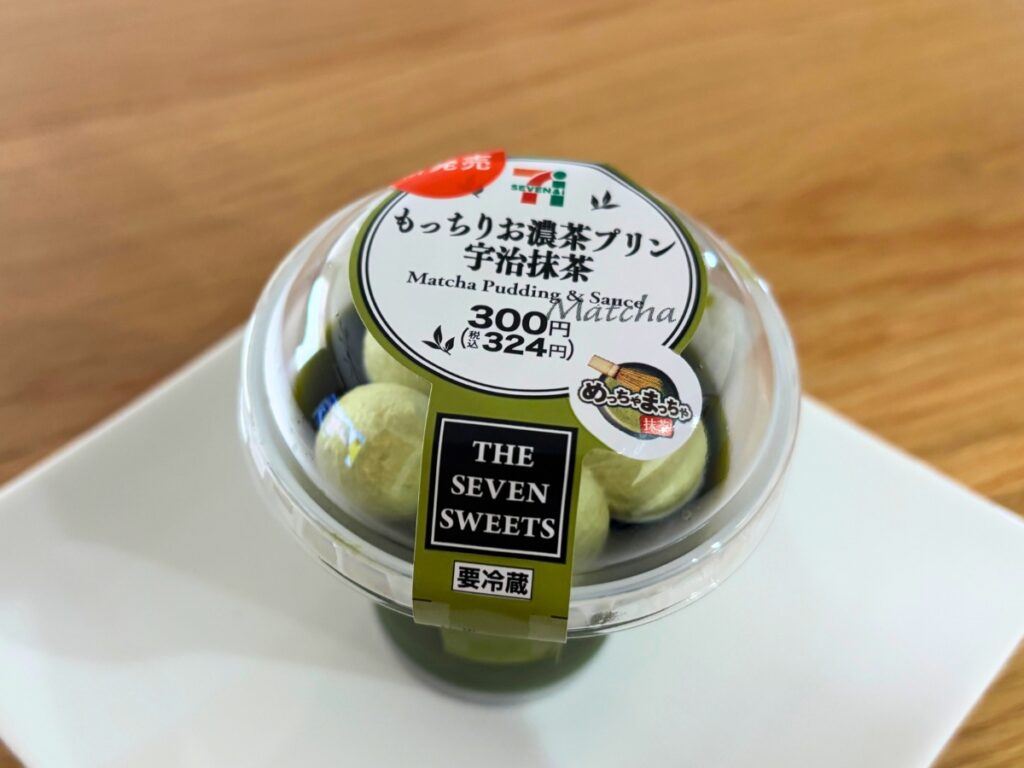 発売
SEVEN&i
もっちりお濃茶プリン
宇治抹茶
Matcha Pudding & Sauce
Matcha
300円
(税込324円)
めっちゃまっちゃ
抹茶
THE
SEVEN
SWEETS
要冷蔵